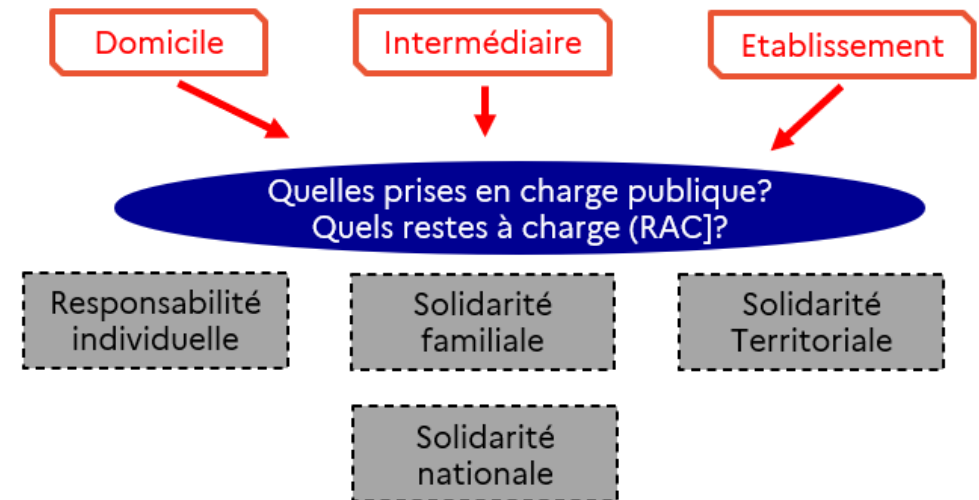 Domicile
Intermédiaire
Etablissement
Quelles prises en charge publique?
Quels restes à charge (RAC]?
Responsabilité
individuelle
Solidarité
familiale
Solidarité
Territoriale
Solidarité
nationale